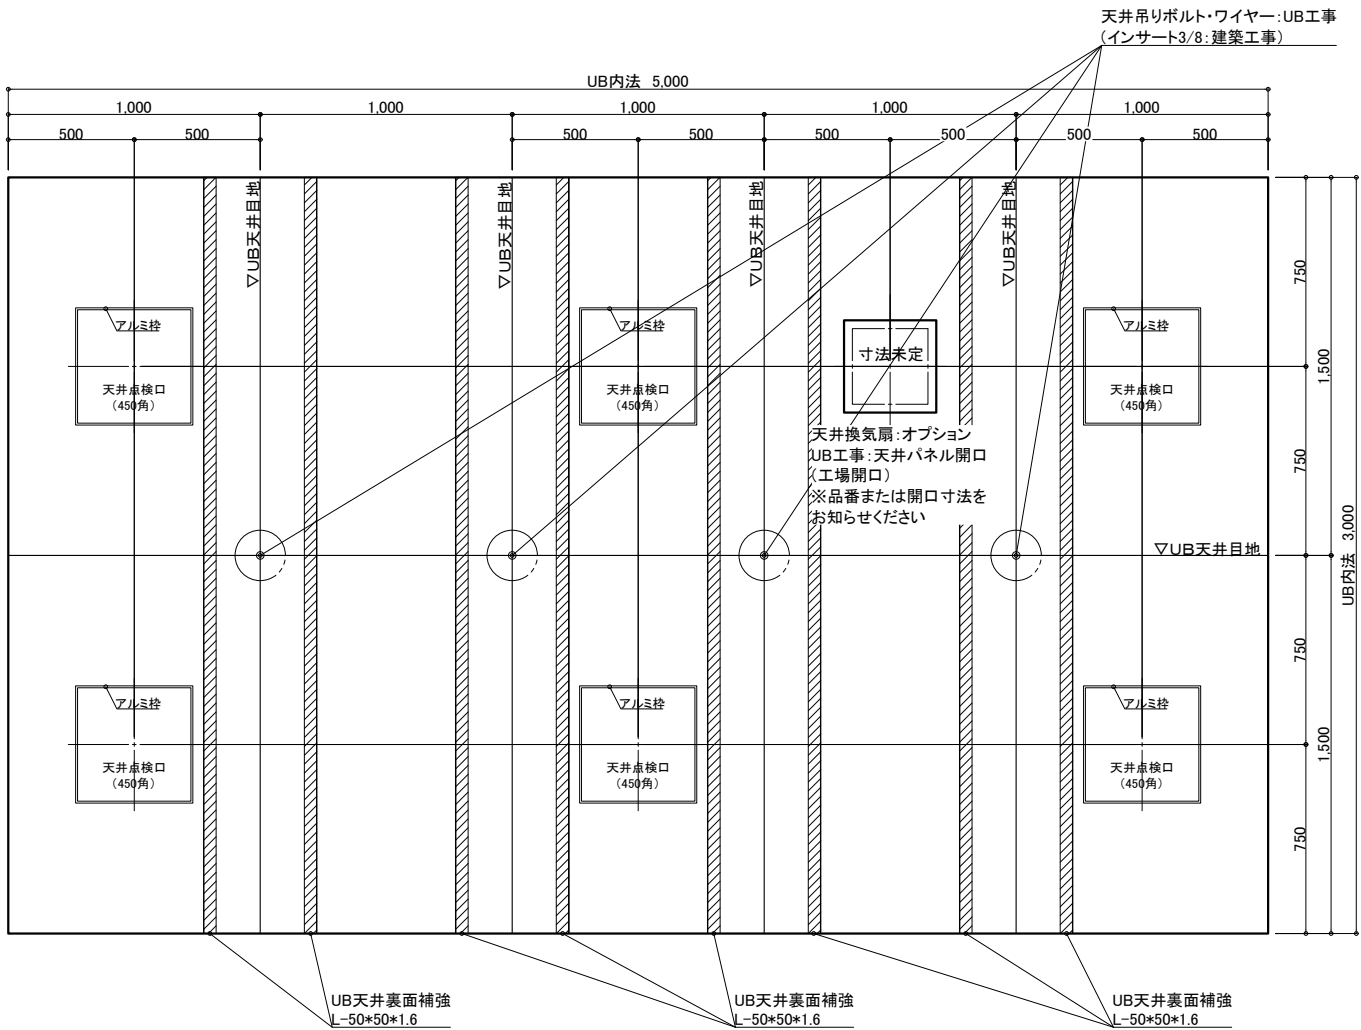 天井吊りボルト・ワイヤー:UB工事
(インサート3/8:建築工事)
UB内法 5,000
1,000
1,000
1,000
1,000
1,000
500
500
500
500
500
500
500
500
▽UB天井目地
▽UB天井目地
▽UB天井目地
▽UB天井目地
アルミ枠
天井点検口
(450角)
アルミ枠
天井点検口
(450角)
寸法未定
アルミ枠
天井点検口
(450角)
天井換気扇:オプション
UB工事:天井パネル開口
(工場開口)
※品番または開口寸法を
お知らせください
▽UB天井目地
アルミ枠
天井点検口
(450角)
アルミ枠
天井点検口
(450角)
アルミ枠
天井点検口
(450角)
750
750
750
750
1,500
1,500
UB内法 3,000
UB天井裏面補強
L-50*50*1.6
UB天井裏面補強
L-50*50*1.6
UB天井裏面補強
L-50*50*1.6